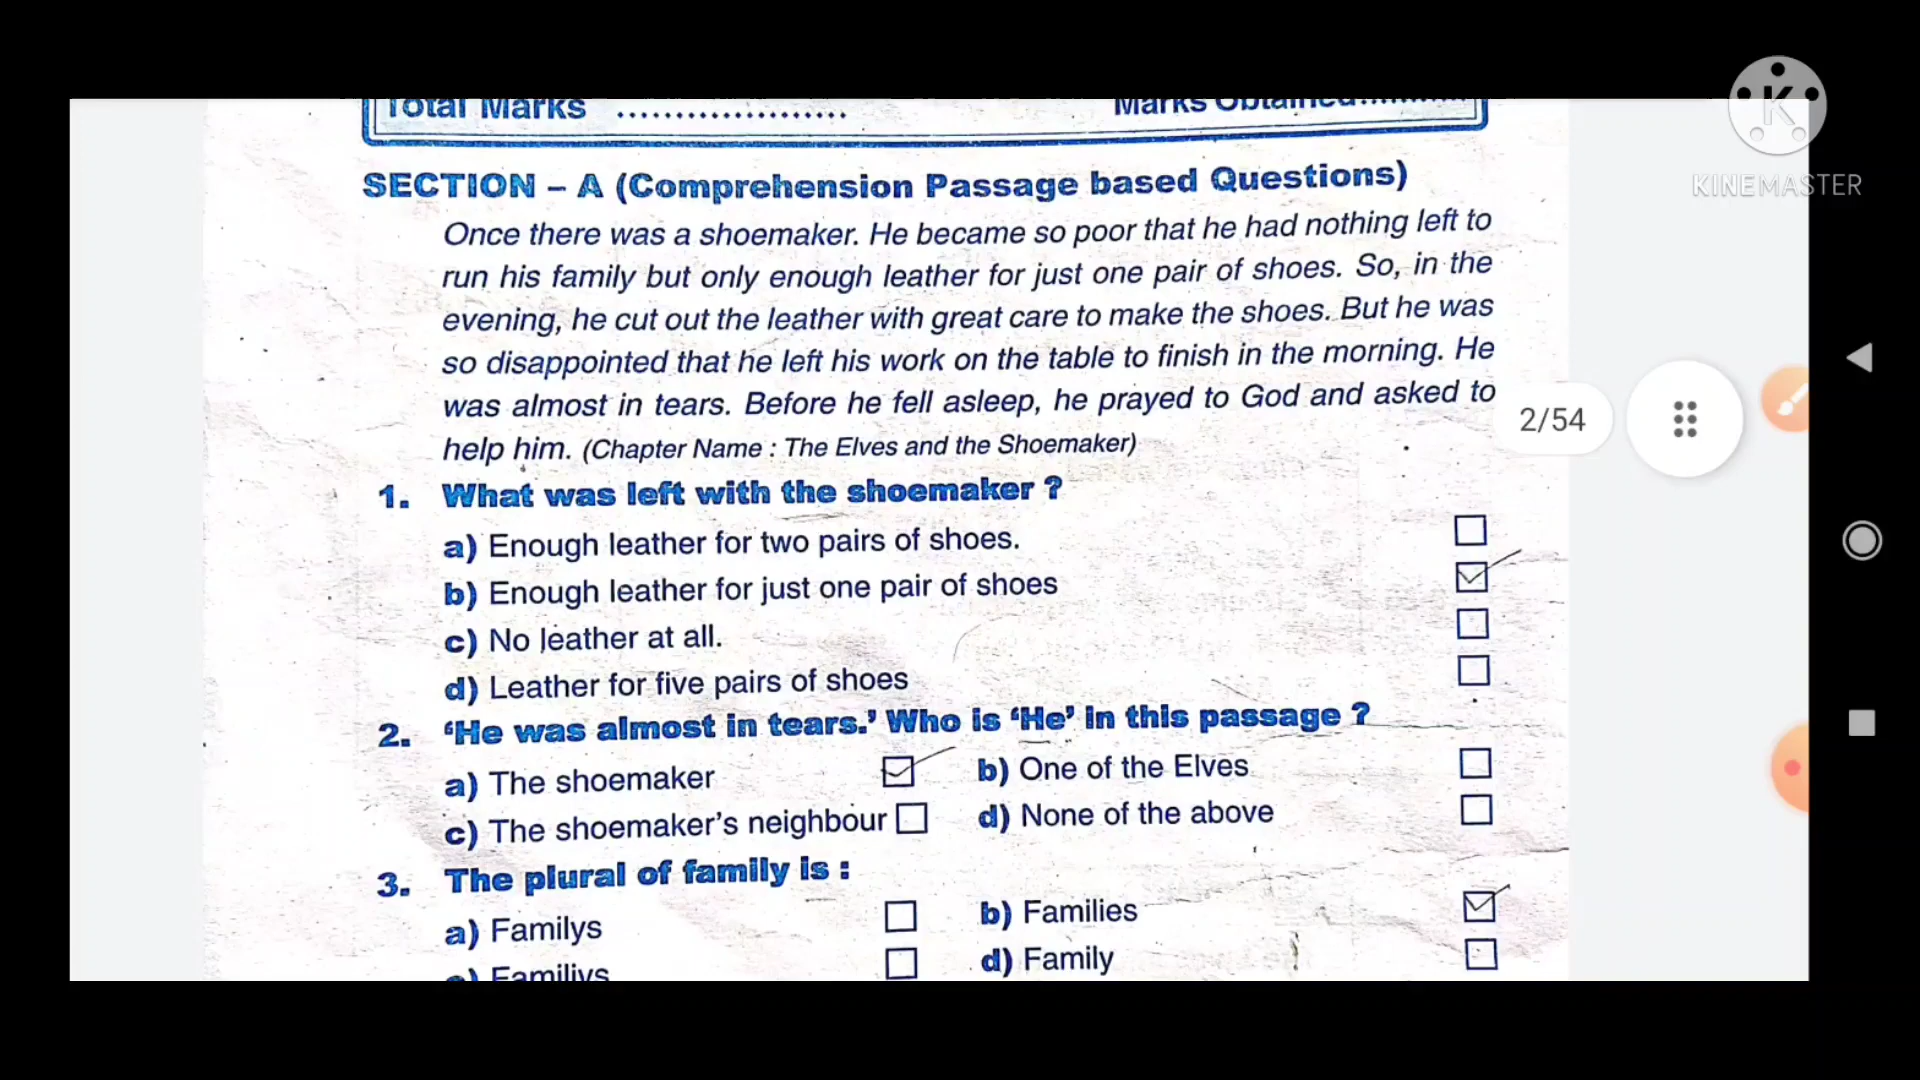 Total Marks ..................... Marks Obtained...........
K
KINEMASTER
SECTION – A (Comprehension Passage based Questions)
Once there was a shoemaker. He became so poor that he had nothing left to
run his family but only enough leather for just one pair of shoes. So, in the
evening, he cut out the leather with great care to make the shoes. But he was
so disappointed that he left his work on the table to finish in the morning. He
was almost in tears. Before he fell asleep, he prayed to God and asked to
help him. (Chapter Name : The Elves and the Shoemaker)
2/54
1. What was left with the shoemaker ?
a) Enough leather for two pairs of shoes.
b) Enough leather for just one pair of shoes
c) No leather at all.
d) Leather for five pairs of shoes
2. ‘He was almost in tears.’ Who is ‘He’ in this passage ?
a) The shoemaker b) One of the Elves
c) The shoemaker’s neighbour d) None of the above
3. The plural of family is :
a) Familys b) Families
c) Familiys d) Family